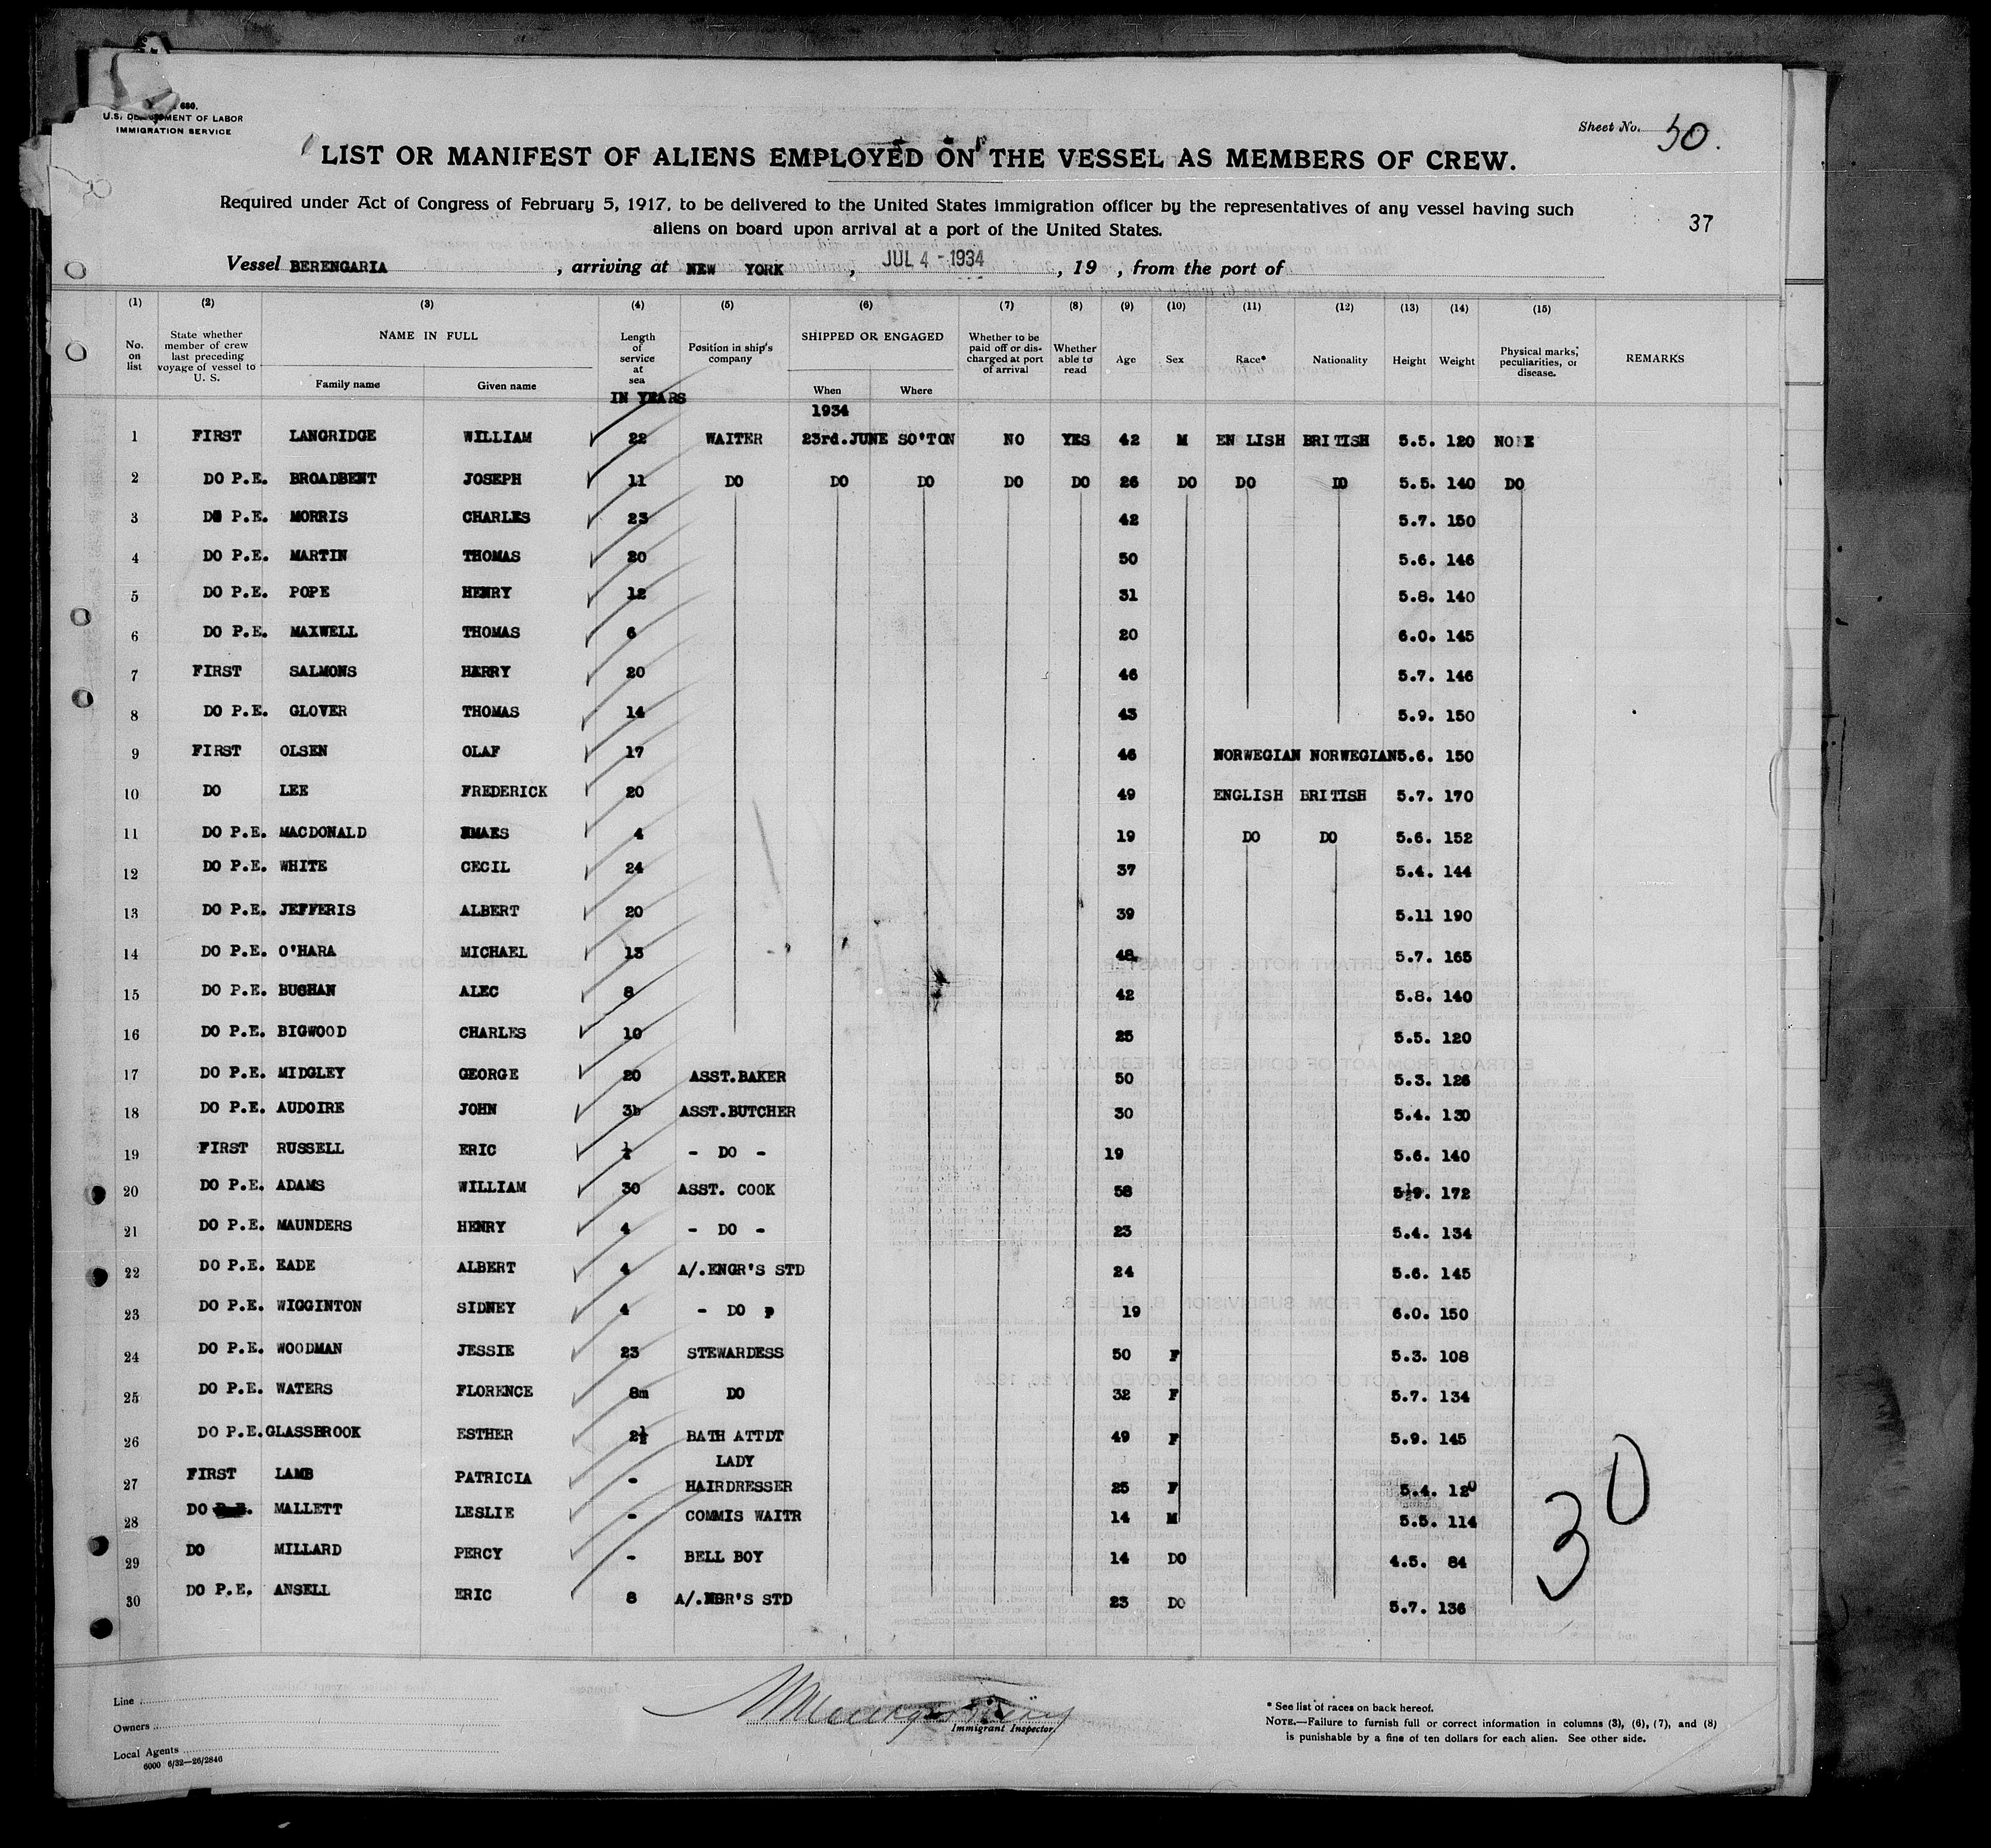 680.
U.S. DEPARTMENT OF LABOR
IMMIGRATION SERVICE
Sheet No. 50.
LIST OR MANIFEST OF ALIENS EMPLOYED ON THE VESSEL AS MEMBERS OF CREW.
Required under Act of Congress of February 5, 1917, to be delivered to the United States immigration officer by the representatives of any vessel having such
aliens on board upon arrival at a port of the United States.
37
Vessel BERENGARIA, arriving at NEW YORK, JUL 4 - 1934, 19 , from the port of
(1) (2) (3) (4) (5) (6) (7) (8) (9) (10) (11) (12) (13) (14) (15)
No. on list State whether member of crew last preceding voyage of vessel to U. S. NAME IN FULL Length of service at sea Position in ship's company SHIPPED OR ENGAGED Whether to be paid off or discharged at port of arrival Whether able to read Age Sex Race* Nationality Height Weight Physical marks, peculiarities, or disease. REMARKS
Family name Given name When Where
IN YEARS 1934
1 FIRST LANGRIDGE WILLIAM 22 WAITER 23rd.JUNE SO'TON NO YES 42 M EN LISH BRITISH 5.5. 120 NONE
2 DO P.E. BROADBENT JOSEPH 11 DO DO DO DO DO 26 DO DO DO 5.5. 140 DO
3 DO P.E. MORRIS CHARLES 23 42 5.7. 150
4 DO P.E. MARTIN THOMAS 20 50 5.6. 146
5 DO P.E. POPE HENRY 12 31 5.8. 140
6 DO P.E. MAXWELL THOMAS 6 20 6.0. 145
7 FIRST SALMONS HARRY 20 46 5.7. 146
8 DO P.E. GLOVER THOMAS 14 43 5.9. 150
9 FIRST OLSEN OLAF 17 46 NORWEGIAN NORWEGIAN 5.6. 150
10 DO LEE FREDERICK 20 49 ENGLISH BRITISH 5.7. 170
11 DO P.E. MACDONALD 4 19 DO DO 5.6. 152
12 DO P.E. WHITE CECIL 24 37 5.4. 144
13 DO P.E. JEFFERIS ALBERT 20 39 5.11 190
14 DO P.E. O'HARA MICHAEL 13 48 5.7. 165
15 DO P.E. BUSHAN ALEC 8 42 5.8. 140
16 DO P.E. BIGWOOD CHARLES 10 25 5.5. 120
17 DO P.E. MIDGLEY GEORGE 20 ASST.BAKER 50 5.3. 126
18 DO P.E. AUDOIRE JOHN 3 ASST.BUTCHER 30 5.4. 130
19 FIRST RUSSELL ERIC - DO - 19 5.6. 140
20 DO P.E. ADAMS WILLIAM 30 ASST. COOK 58 5½9. 172
21 DO P.E. MAUNDERS HENRY 4 - DO - 23 5.4. 134
22 DO P.E. EADE ALBERT 4 A/.ENGR'S STD 24 5.6. 145
23 DO P.E. WIGGINTON SIDNEY 4 - DO 19 6.0. 150
24 DO P.E. WOODMAN JESSIE 23 STEWARDESS 50 F 5.3. 108
25 DO P.E. WATERS FLORENCE 8m DO 32 F 5.7. 134
26 DO P.E. GLASSBROOK ESTHER 2½ BATH ATTDT 49 F 5.9. 145
27 FIRST LAMB PATRICIA - LADY HAIRDRESSER 25 F 5.4. 120
28 DO MALLETT LESLIE - COMMIS WAITR 14 M 5.5. 114
29 DO MILLARD PERCY - BELL BOY 14 DO 4.5. 84
30 DO P.E. ANSELL ERIC 8 A/. R'S STD 23 DO 5.7. 136
30
Line
Owners
Local Agents
6000 6/32—26/2846
Immigrant Inspector.
* See list of races on back hereof.
NOTE.—Failure to furnish full or correct information in columns (3), (6), (7), and (8)
is punishable by a fine of ten dollars for each alien. See other side.